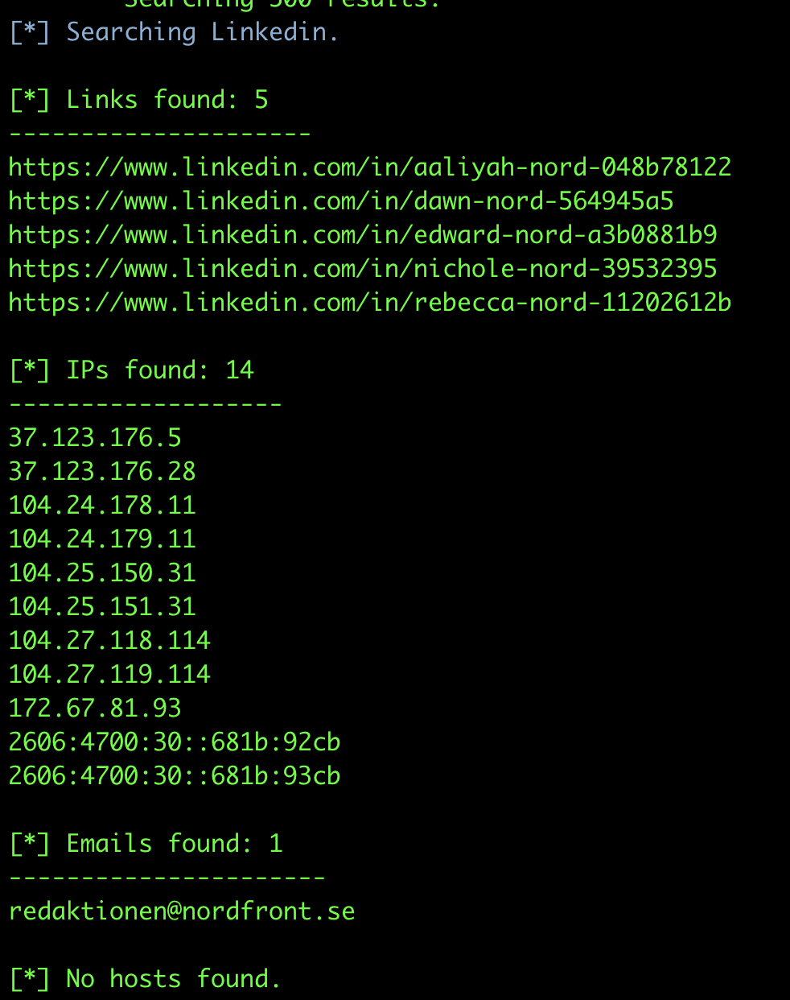 Searching 500 results.
[*] Searching Linkedin.
[*] Links found: 5
---------------------
https://www.linkedin.com/in/aaliyah-nord-048b78122
https://www.linkedin.com/in/dawn-nord-564945a5
https://www.linkedin.com/in/edward-nord-a3b0881b9
https://www.linkedin.com/in/nichole-nord-39532395
https://www.linkedin.com/in/rebecca-nord-11202612b
[*] IPs found: 14
-------------------
37.123.176.5
37.123.176.28
104.24.178.11
104.24.179.11
104.25.150.31
104.25.151.31
104.27.118.114
104.27.119.114
172.67.81.93
2606:4700:30::681b:92cb
2606:4700:30::681b:93cb
[*] Emails found: 1
----------------------
redaktionen@nordfront.se
[*] No hosts found.